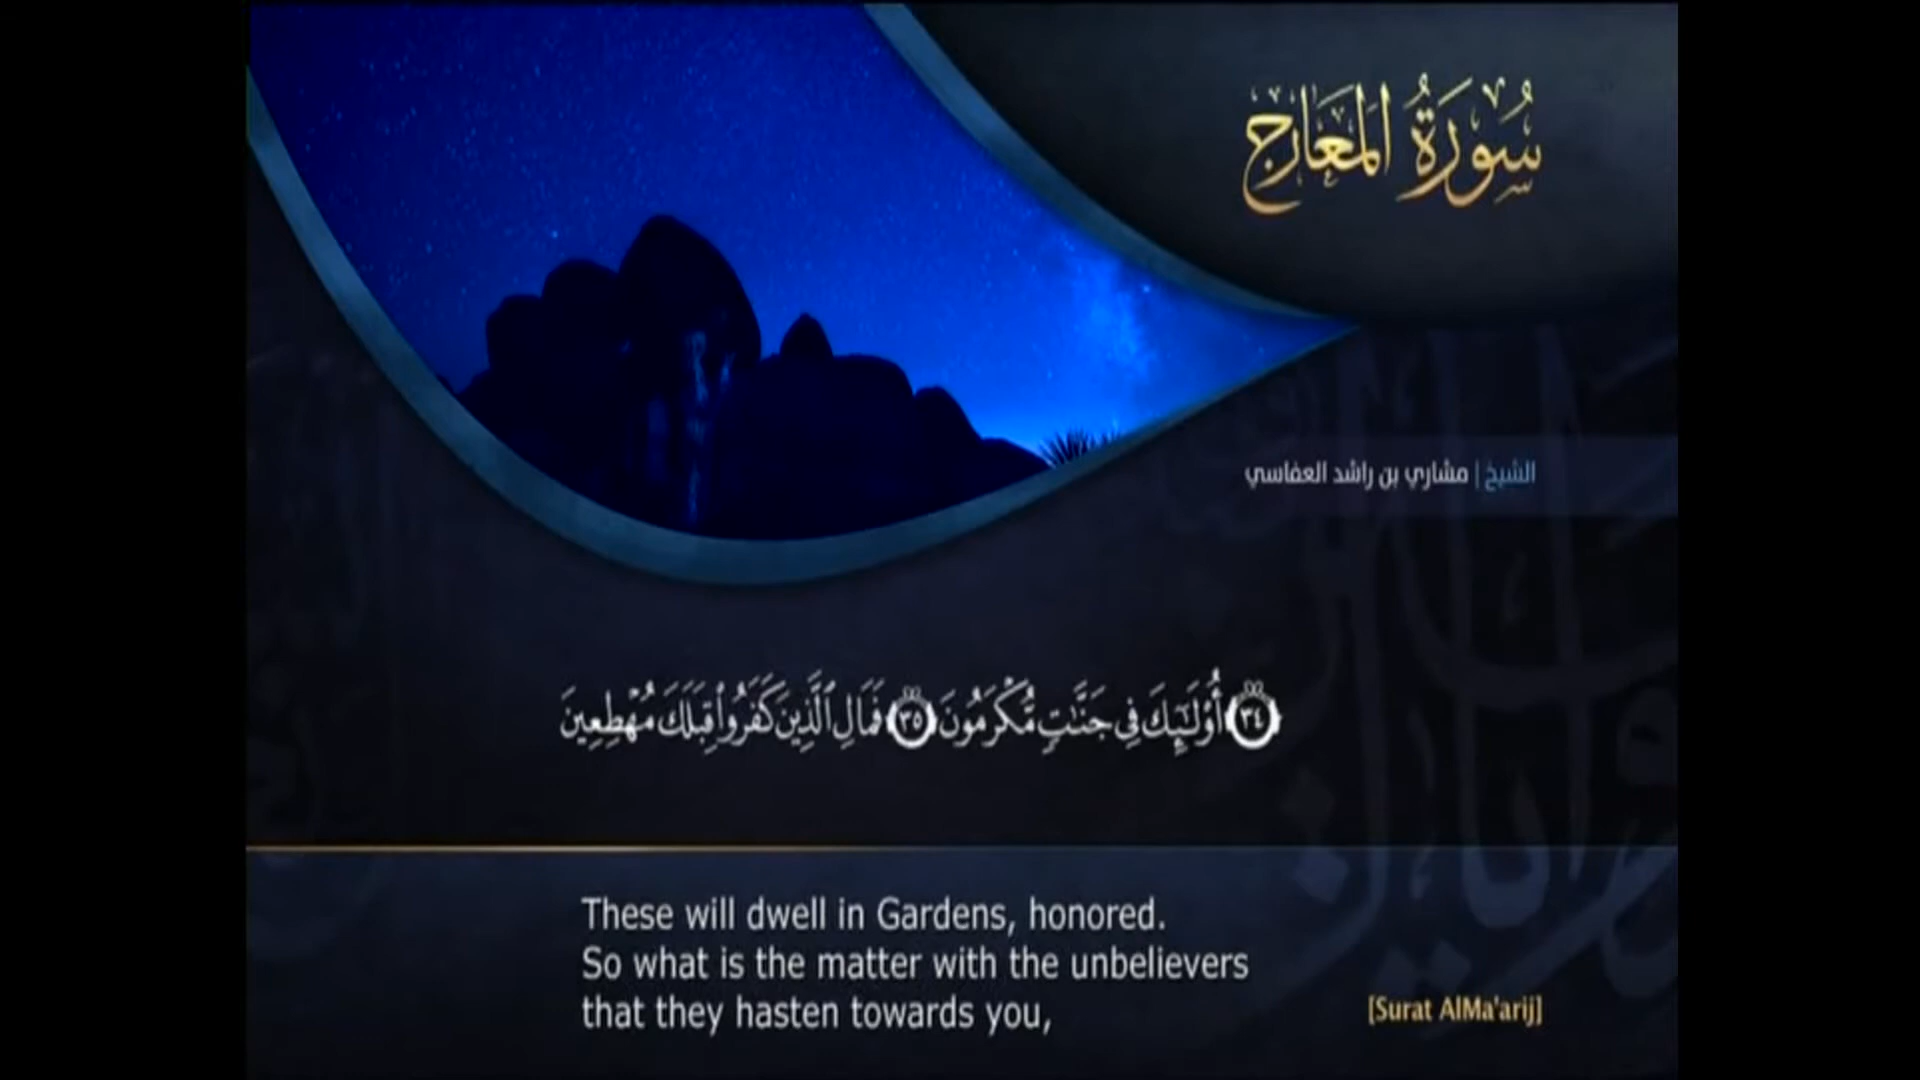 سُورَةُ المَعَارِج
الشيخ | مشاري بن راشد العفاسي
٣٤ أُوْلَٰٓئِكَ فِى جَنَّٰتٍ مُّكْرَمُونَ ٣٥ فَمَالِ ٱلَّذِينَ كَفَرُوا۟ قِبَلَكَ مُهْطِعِينَ
These will dwell in Gardens, honored.
So what is the matter with the unbelievers
that they hasten towards you,
[Surat AlMa'arij]